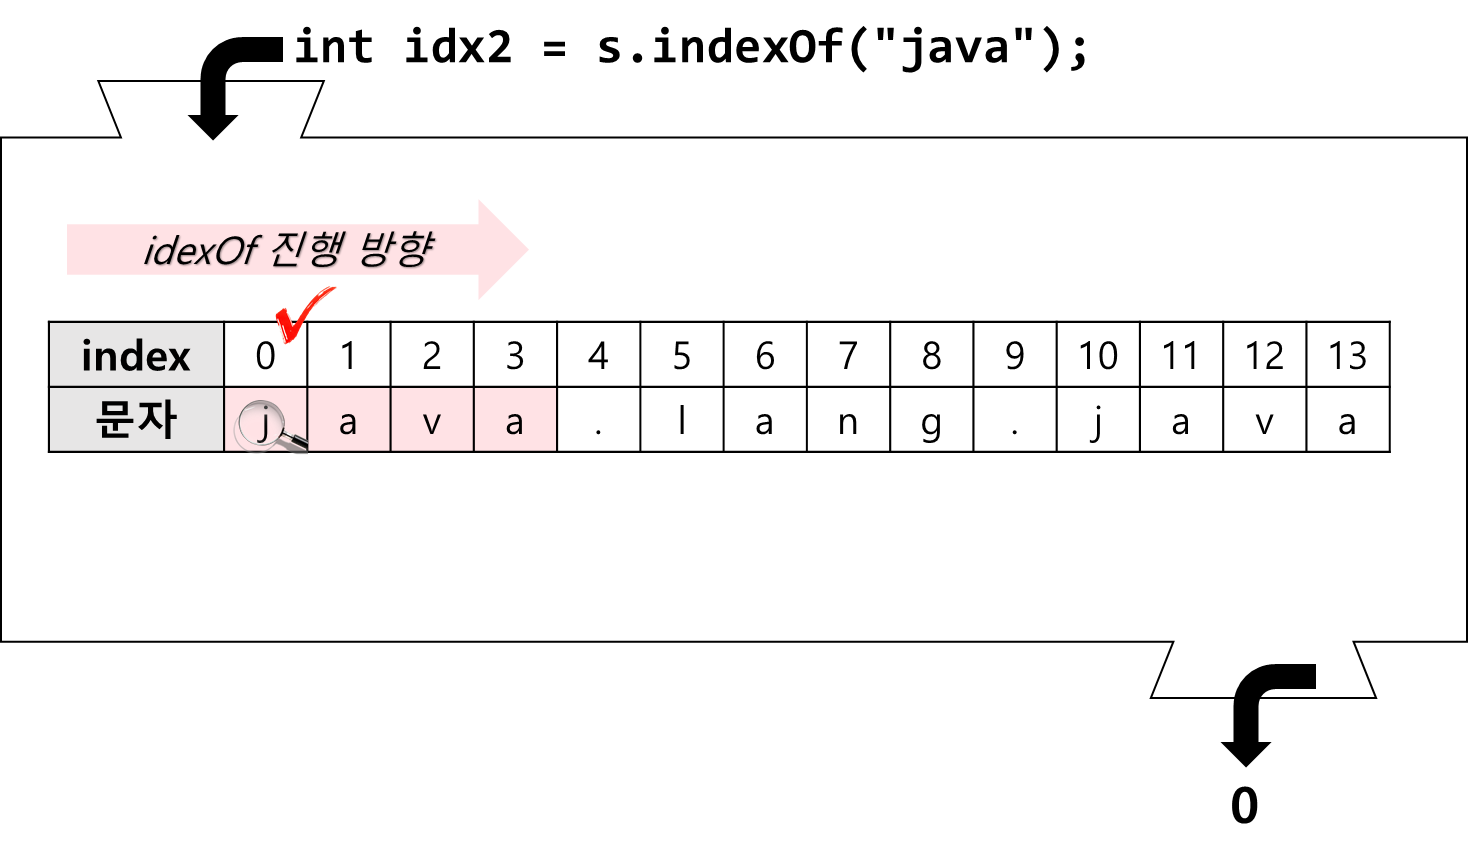 int idx2 = s.indexOf("java");
idexOf 진행 방향
index 0 1 2 3 4 5 6 7 8 9 10 11 12 13
문자 j a v a . l a n g . j a v a
0